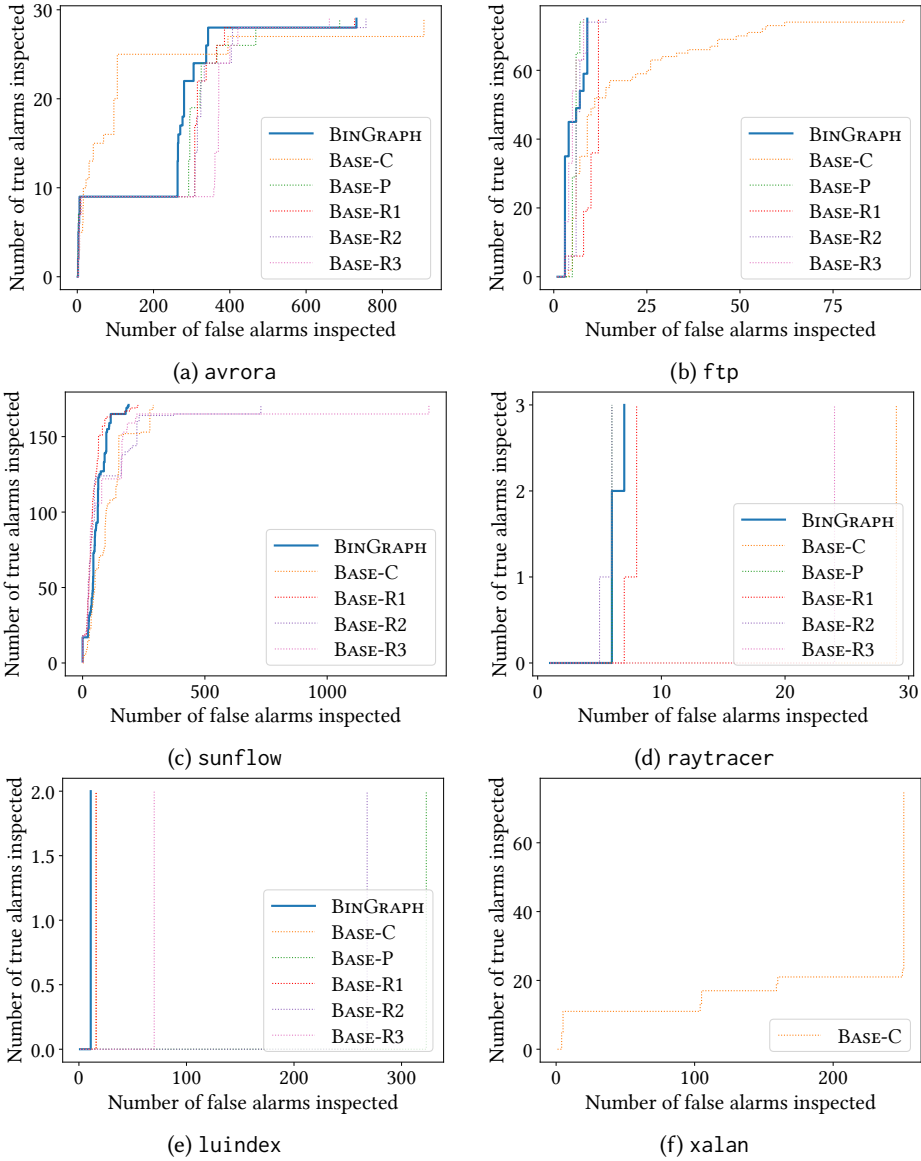 Number of true alarms inspected
30
20
10
0
BINGRAPH
BASE-C
BASE-P
BASE-R1
BASE-R2
BASE-R3
0 200 400 600 800
Number of false alarms inspected
(a) avrora
Number of true alarms inspected
60
40
20
0
BINGRAPH
BASE-C
BASE-P
BASE-R1
BASE-R2
BASE-R3
0 25 50 75
Number of false alarms inspected
(b) ftp
Number of true alarms inspected
150
100
50
0
BINGRAPH
BASE-C
BASE-R1
BASE-R2
BASE-R3
0 500 1000
Number of false alarms inspected
(c) sunflow
Number of true alarms inspected
3
2
1
0
BINGRAPH
BASE-C
BASE-P
BASE-R1
BASE-R2
BASE-R3
0 10 20 30
Number of false alarms inspected
(d) raytracer
Number of true alarms inspected
2.0
1.5
1.0
0.5
0.0
BINGRAPH
BASE-C
BASE-P
BASE-R1
BASE-R2
BASE-R3
0 100 200 300
Number of false alarms inspected
(e) luindex
Number of true alarms inspected
60
40
20
0
BASE-C
0 100 200
Number of false alarms inspected
(f) xalan